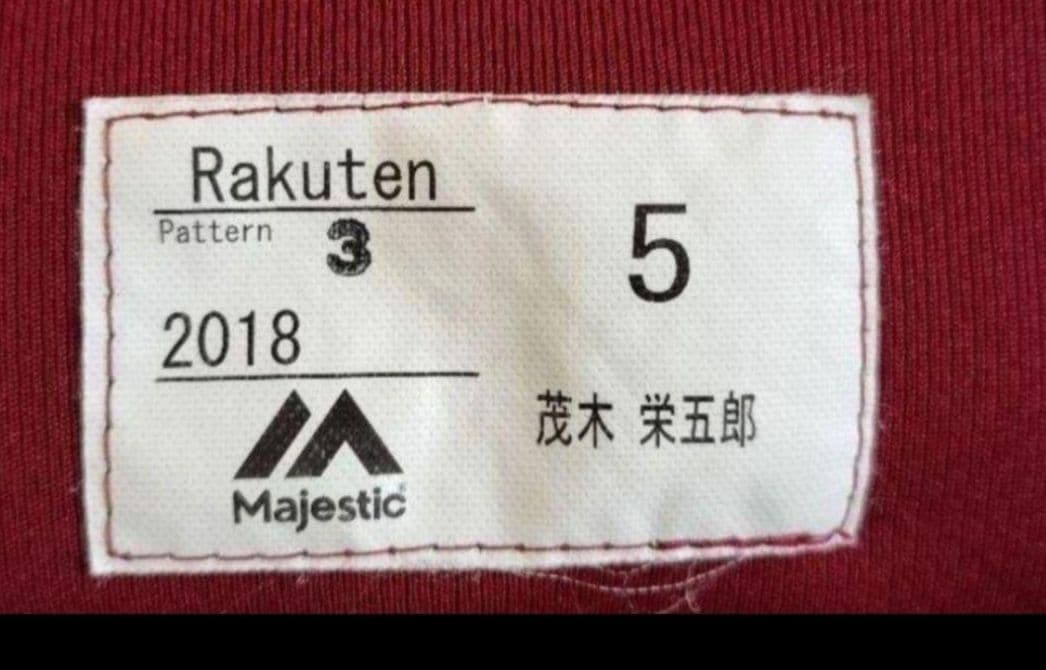 Rakuten
Pattern 3
2018
Majestic
5
茂木 栄五郎